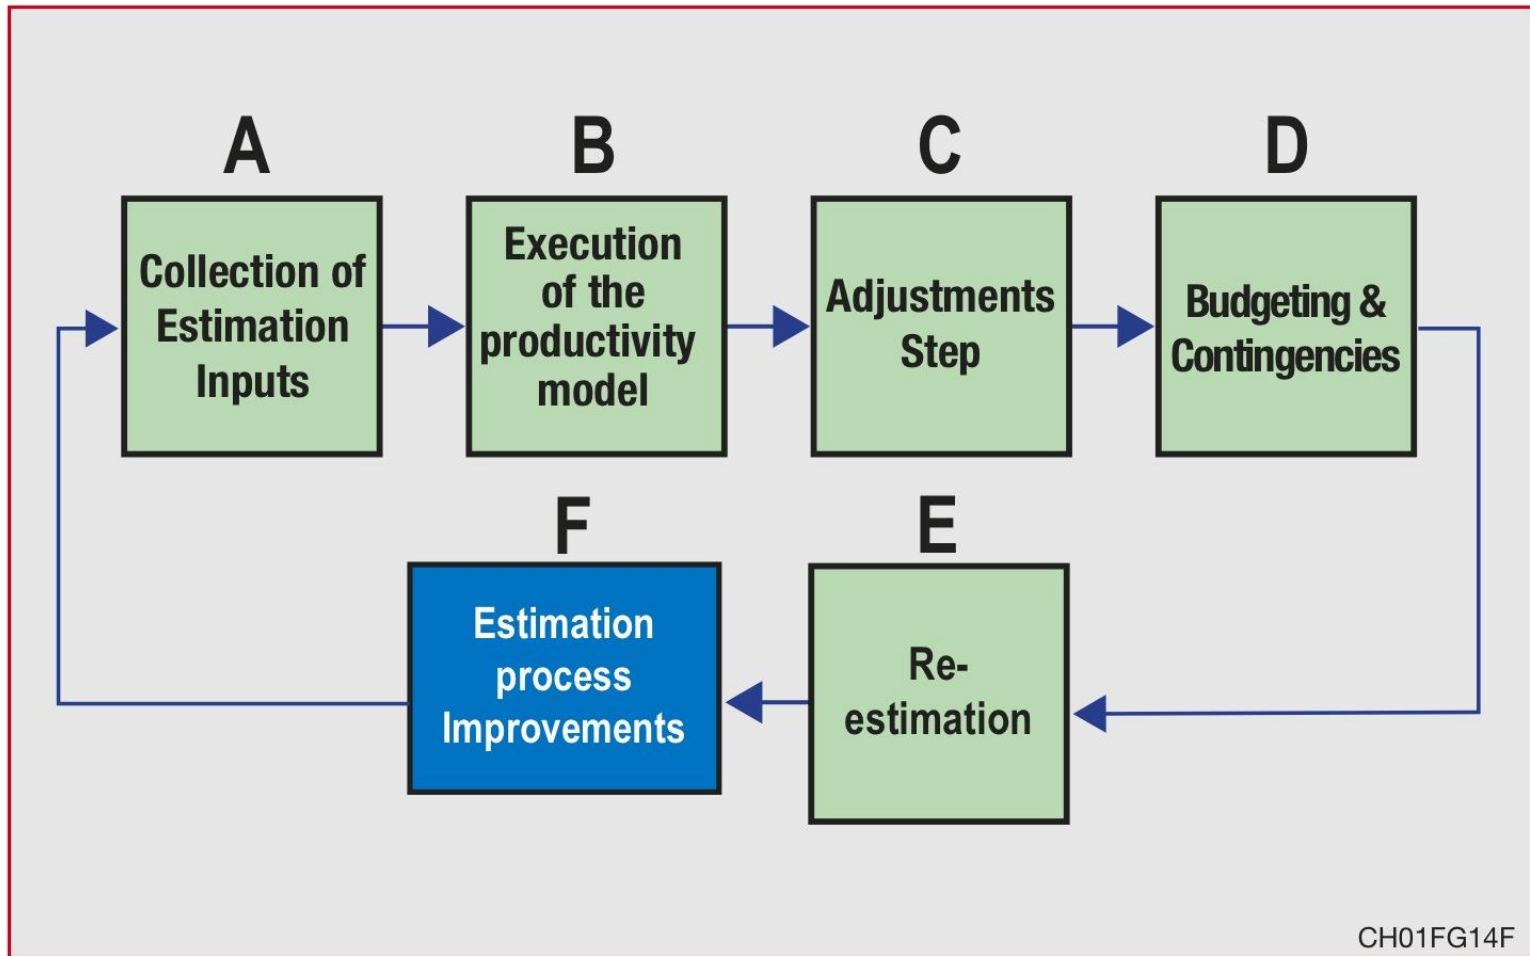 A
B
C
D
Collection of
Estimation
Inputs
Execution
of the
productivity
model
Adjustments
Step
Budgeting &
Contingencies
F
E
Estimation
process
Improvements
Re-
estimation
CH01FG14F